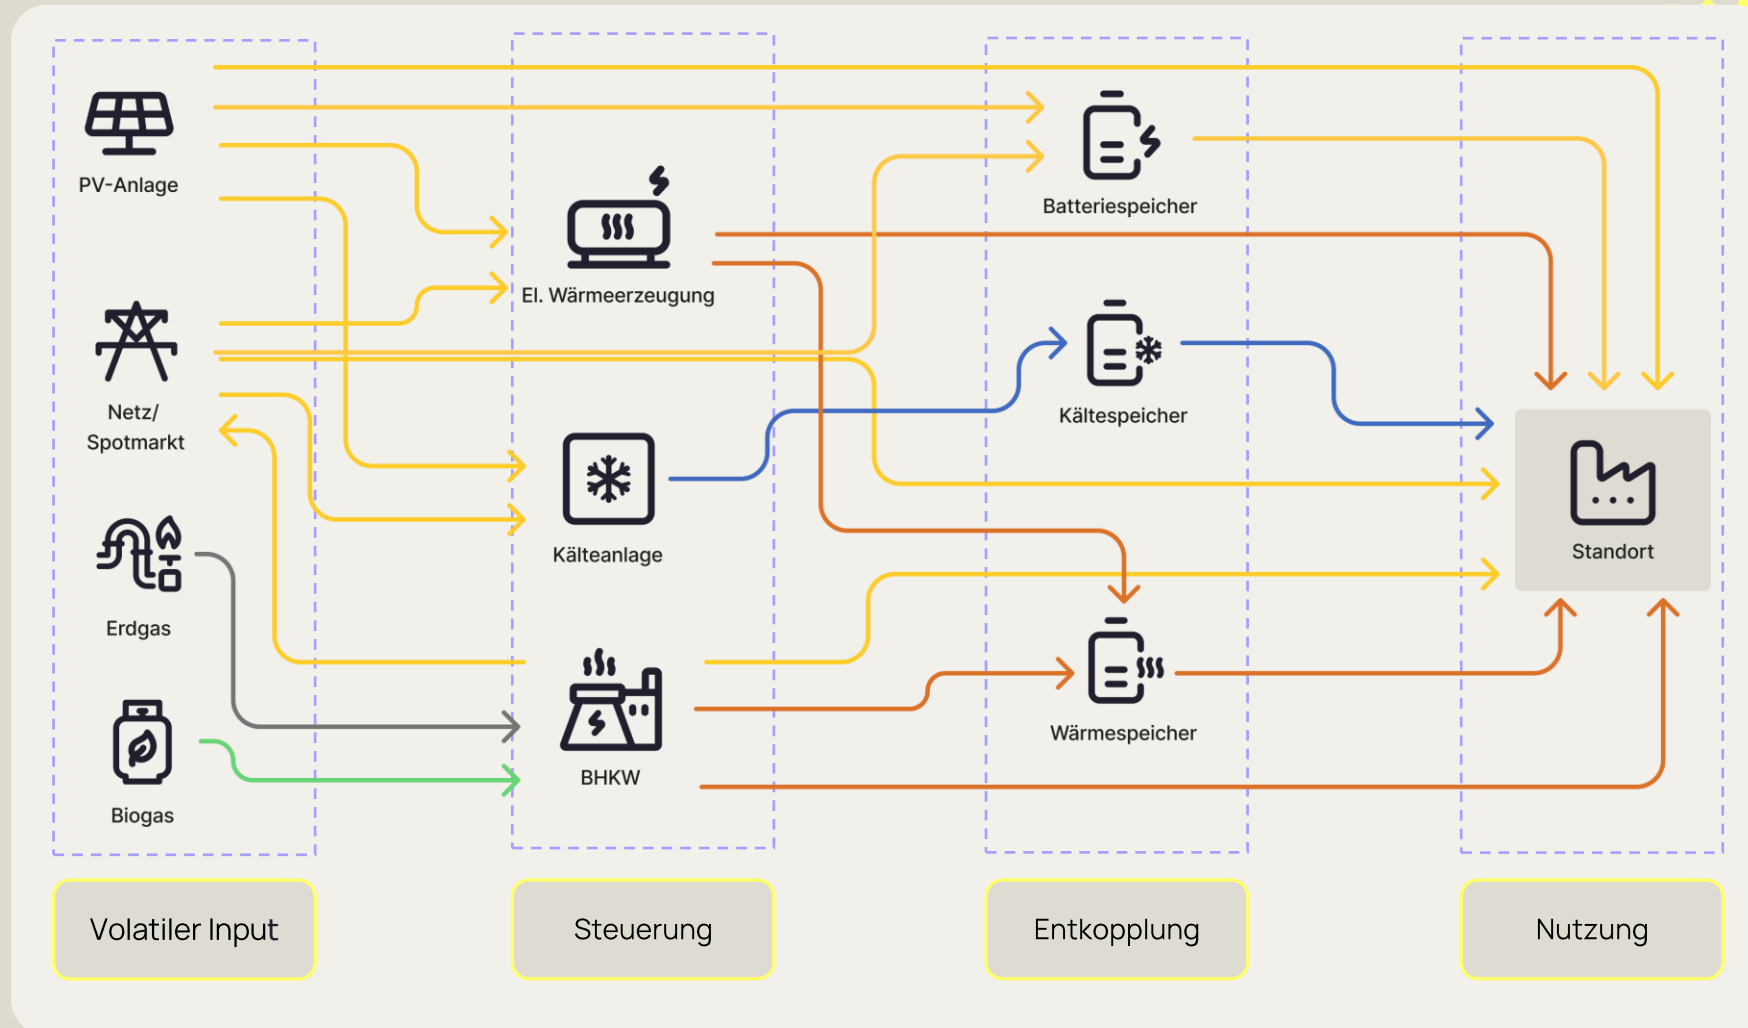 PV-Anlage
Netz/
Spotmarkt
Erdgas
Biogas
El. Wärmeerzeugung
Kälteanlage
BHKW
Batteriespeicher
Kältespeicher
Wärmespeicher
Standort
Volatiler Input
Steuerung
Entkopplung
Nutzung